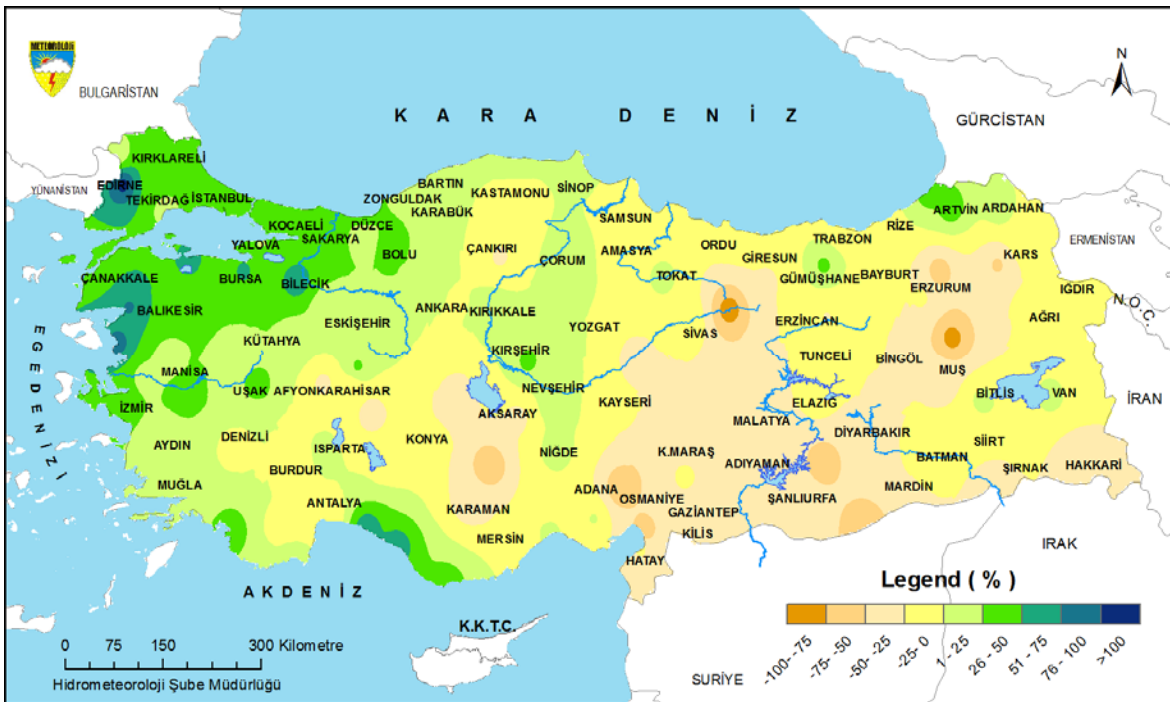 METEOROLOJİ
BULGARİSTAN
K A R A D E N İ Z
N
GÜRCİSTAN
YÜNANİSTAN
ERMENİSTAN
N.O.C.
İRAN
IRAK
SURİYE
E G E D E N İ Z İ
A K D E N İ Z
K.K.T.C.
KIRKLARELİ
EDİRNE
TEKİRDAĞ
İSTANBUL
KOCAELİ
YALOVA
SAKARYA
DÜZCE
ZONGULDAK
BARTIN
KARABÜK
KASTAMONU
SİNOP
SAMSUN
ORDU
GİRESUN
TRABZON
RİZE
ARTVİN
ARDAHAN
ÇANAKKALE
BURSA
BİLECİK
BOLU
ÇANKIRI
ÇORUM
AMASYA
TOKAT
GÜMÜŞHANE
BAYBURT
ERZURUM
KARS
IĞDIR
BALIKESİR
ESKİŞEHİR
ANKARA
KIRIKKALE
YOZGAT
SİVAS
ERZİNCAN
AĞRI
KÜTAHYA
KIRŞEHİR
TUNCELİ
BİNGÖL
MUŞ
MANİSA
UŞAK
AFYONKARAHİSAR
NEVŞEHİR
KAYSERİ
ELAZIĞ
BİTLİS
VAN
İZMİR
AKSARAY
MALATYA
DİYARBAKIR
AYDIN
DENİZLİ
ISPARTA
KONYA
NİĞDE
K.MARAŞ
ADIYAMAN
BATMAN
SİİRT
ŞIRNAK
HAKKARİ
BURDUR
MUĞLA
ANTALYA
KARAMAN
ADANA
OSMANİYE
GAZİANTEP
ŞANLIURFA
MARDİN
MERSİN
KİLİS
HATAY
0 75 150 300 Kilometre
Hidrometeoroloji Şube Müdürlüğü
Legend ( % )
-100--75
-75--50
-50--25
-25- 0
1 - 25
26 - 50
51 - 75
76 - 100
>100